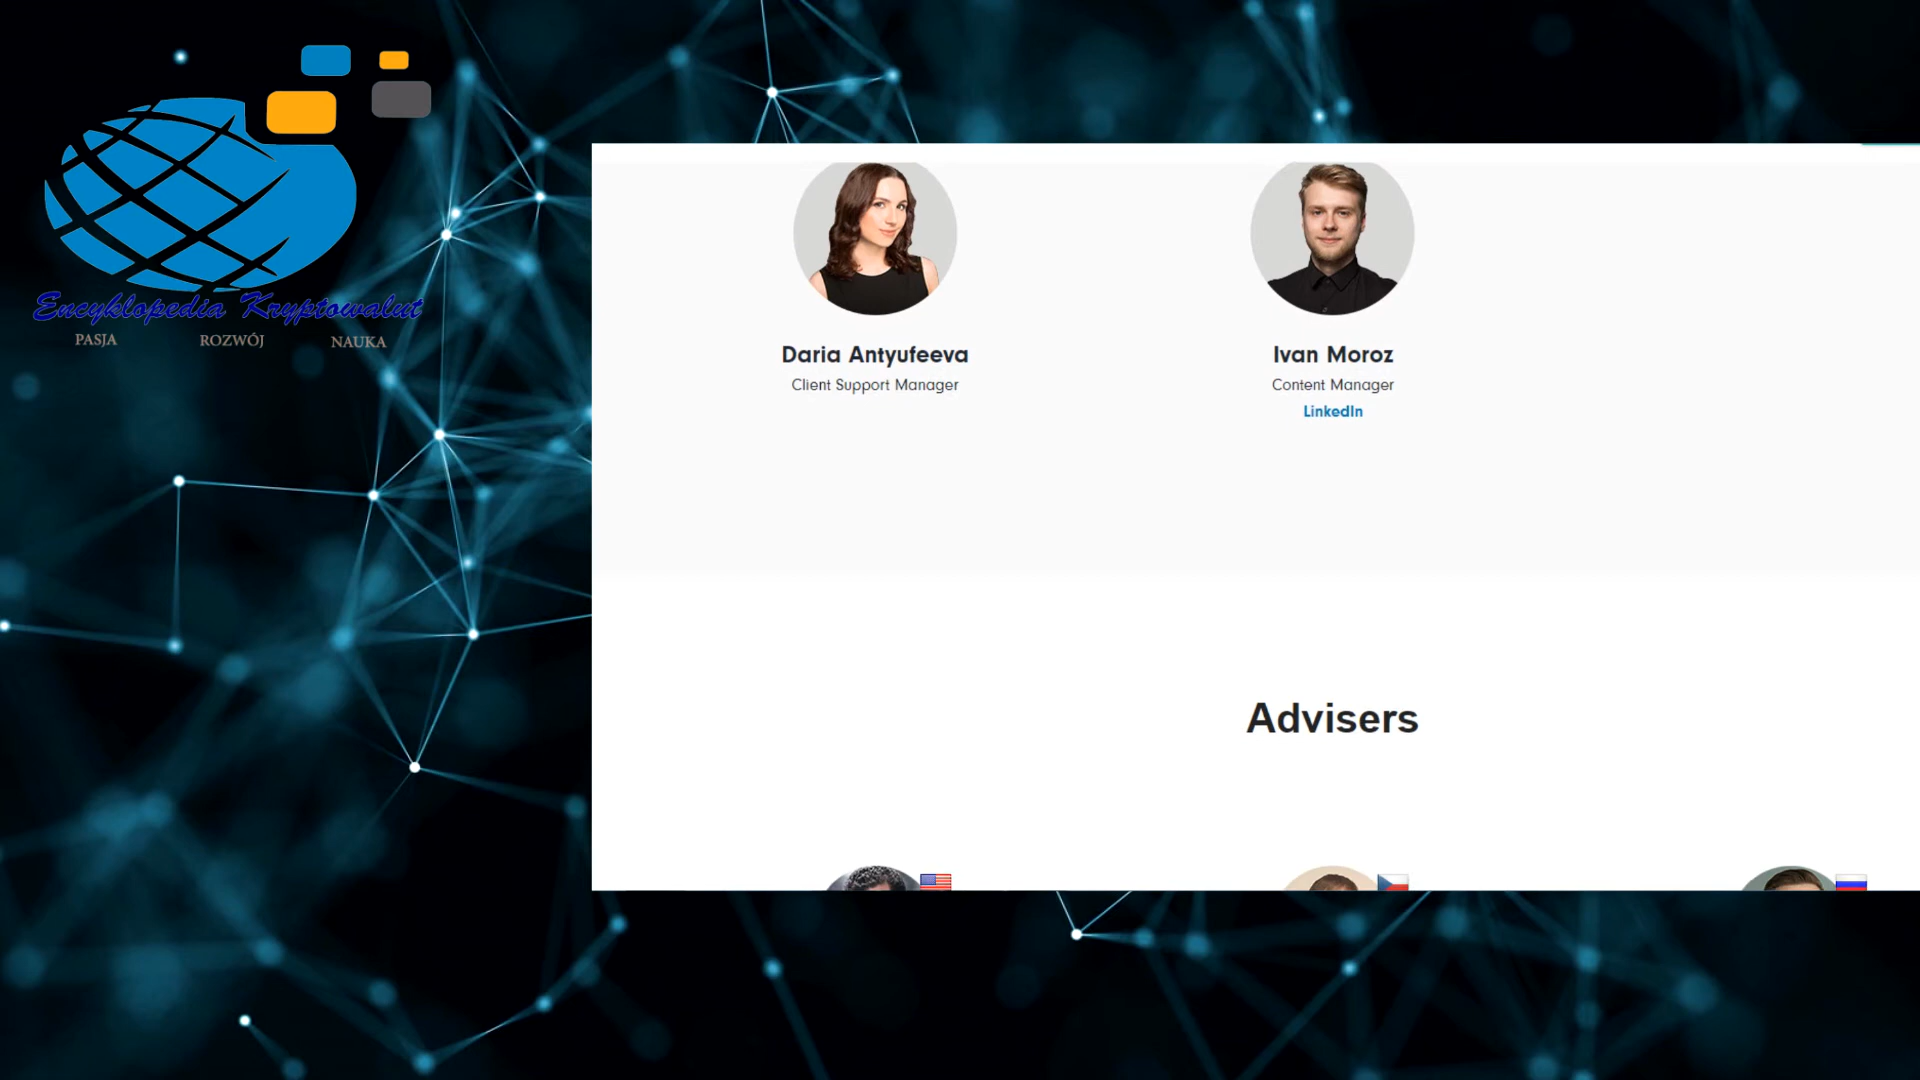 Encyklopedia Kryptowalut
PASJA ROZWÓJ NAUKA
Daria Antyufeeva
Client Support Manager
Ivan Moroz
Content Manager
LinkedIn
Advisers